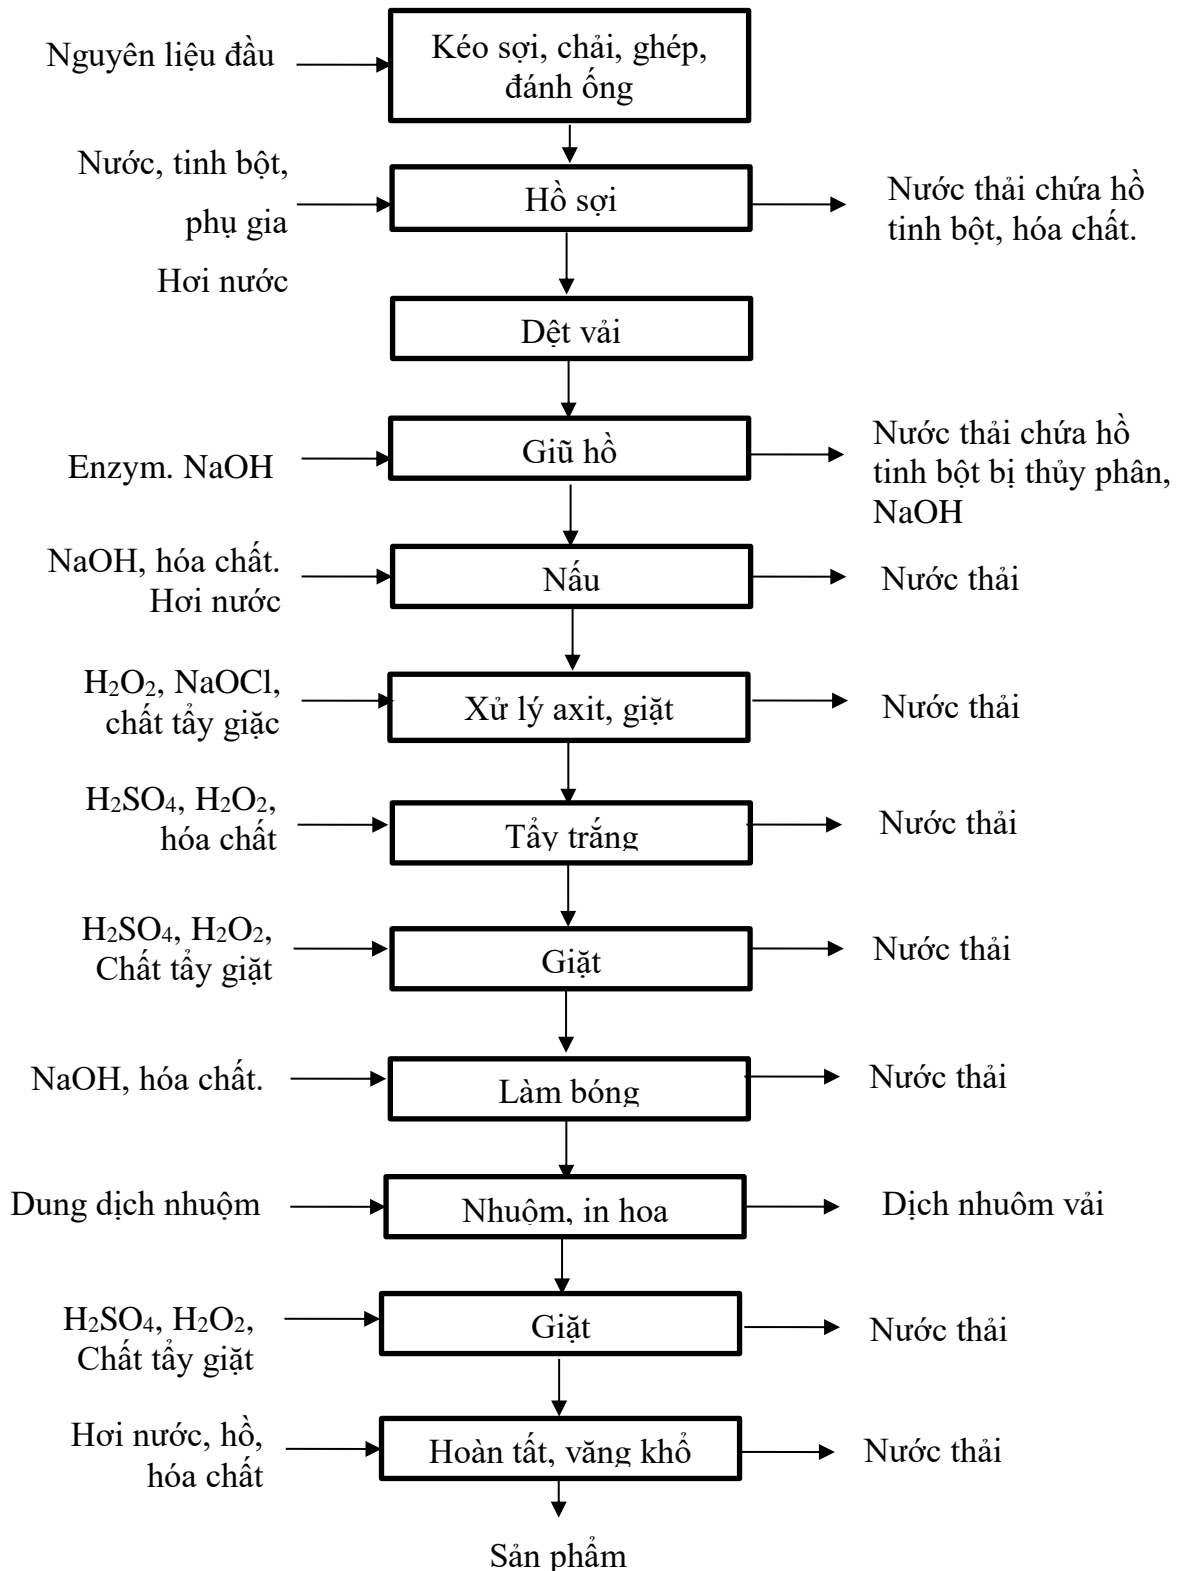 Nguyên liệu đầu
Kéo sợi, chải, ghép,
đánh ống
Nước, tinh bột,
phụ gia
Hơi nước
Hồ sợi
Nước thải chứa hồ
tinh bột, hóa chất.
Dệt vải
Enzym. NaOH
Giũ hồ
Nước thải chứa hồ
tinh bột bị thủy phân,
NaOH
NaOH, hóa chất.
Hơi nước
Nấu
Nước thải
H₂O₂, NaOCl,
chất tẩy giặc
Xử lý axit, giặt
Nước thải
H₂SO₄, H₂O₂,
hóa chất
Tẩy trắng
Nước thải
H₂SO₄, H₂O₂,
Chất tẩy giặt
Giặt
Nước thải
NaOH, hóa chất.
Làm bóng
Nước thải
Dung dịch nhuộm
Nhuộm, in hoa
Dịch nhuôm vải
H₂SO₄, H₂O₂,
Chất tẩy giặt
Giặt
Nước thải
Hơi nước, hồ,
hóa chất
Hoàn tất, văng khổ
Nước thải
Sản phẩm